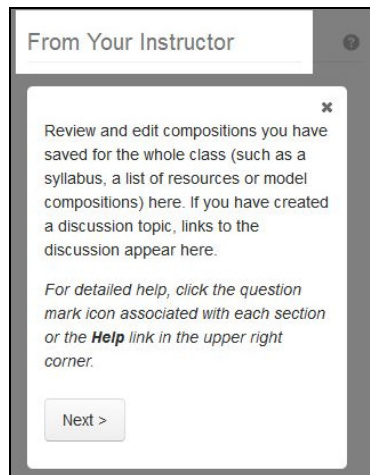 From Your Instructor
Review and edit compositions you have
saved for the whole class (such as a
syllabus, a list of resources or model
compositions) here. If you have created
a discussion topic, links to the
discussion appear here.
For detailed help, click the question
mark icon associated with each section
or the Help link in the upper right
corner.
Next >